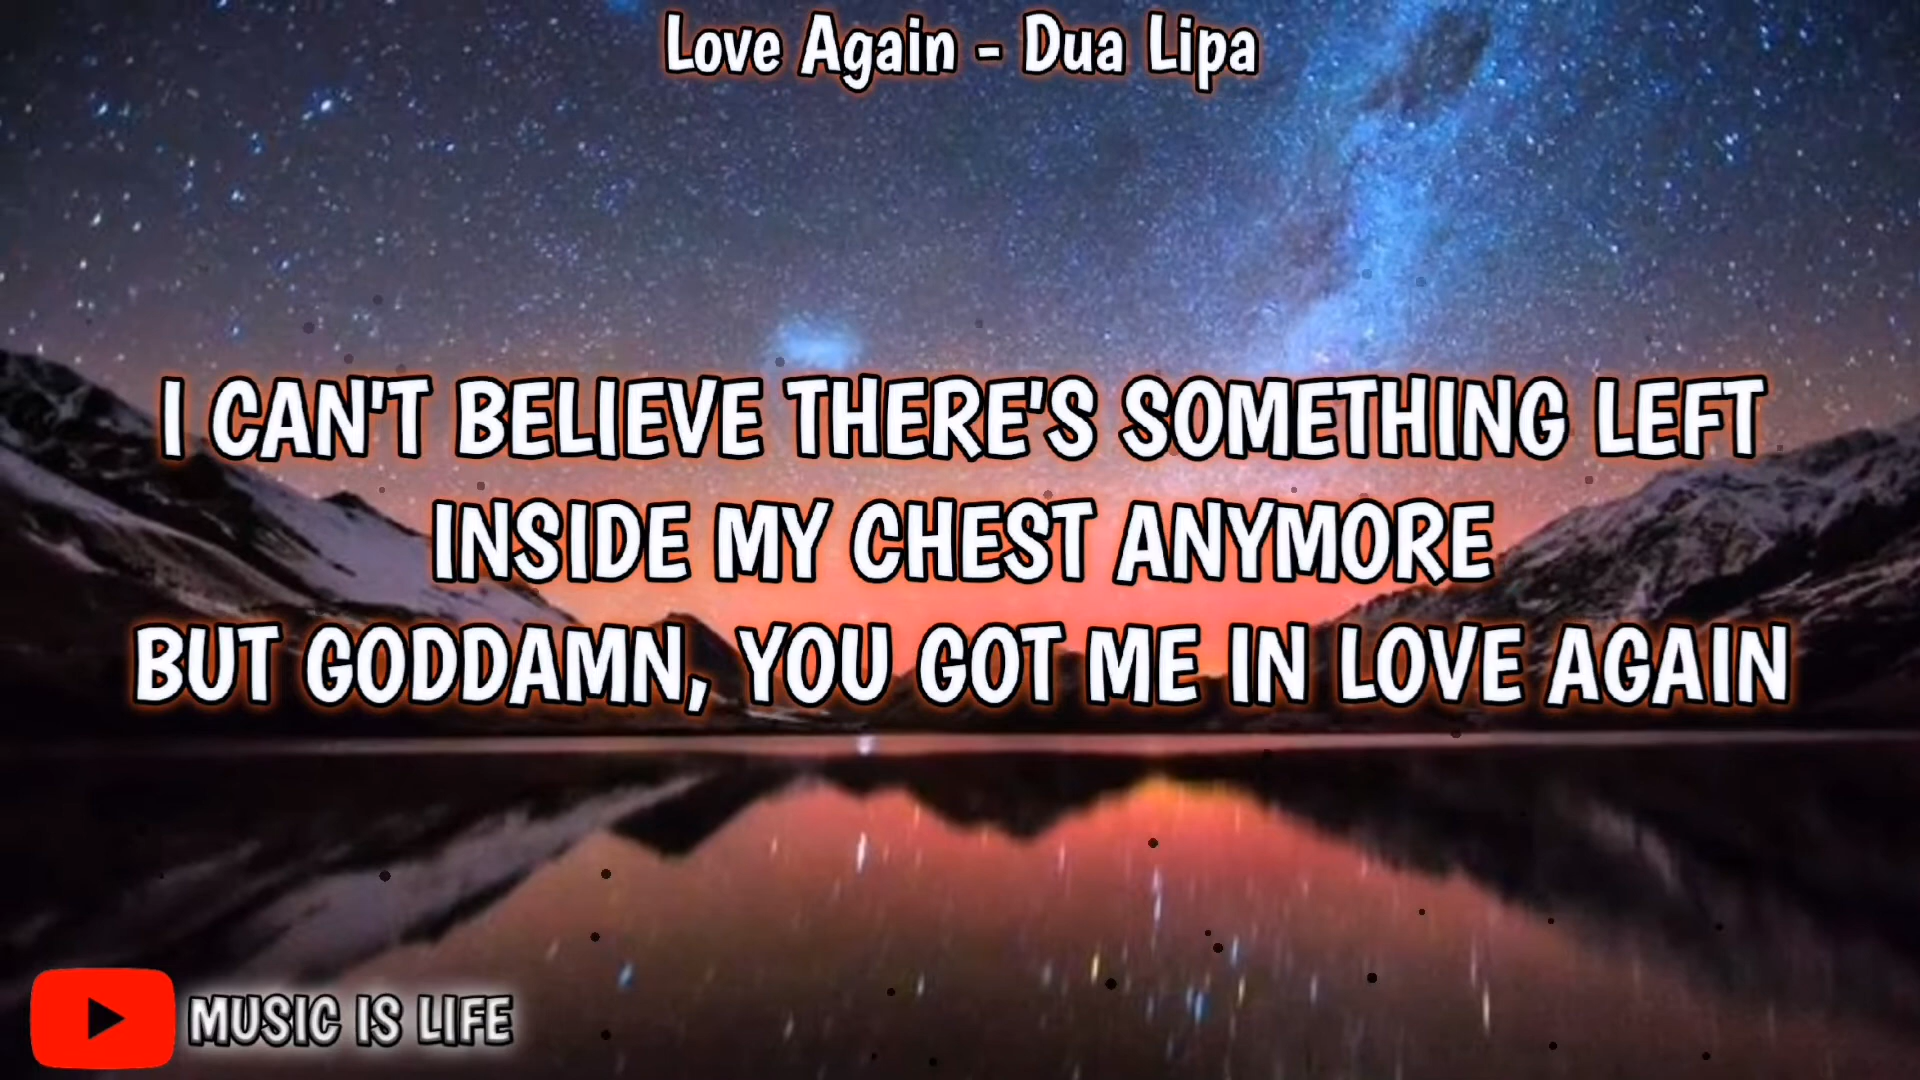 Love Again - Dua Lipa
I CAN'T BELIEVE THERE'S SOMETHING LEFT
INSIDE MY CHEST ANYMORE
BUT GODDAMN, YOU GOT ME IN LOVE AGAIN
MUSIC IS LIFE